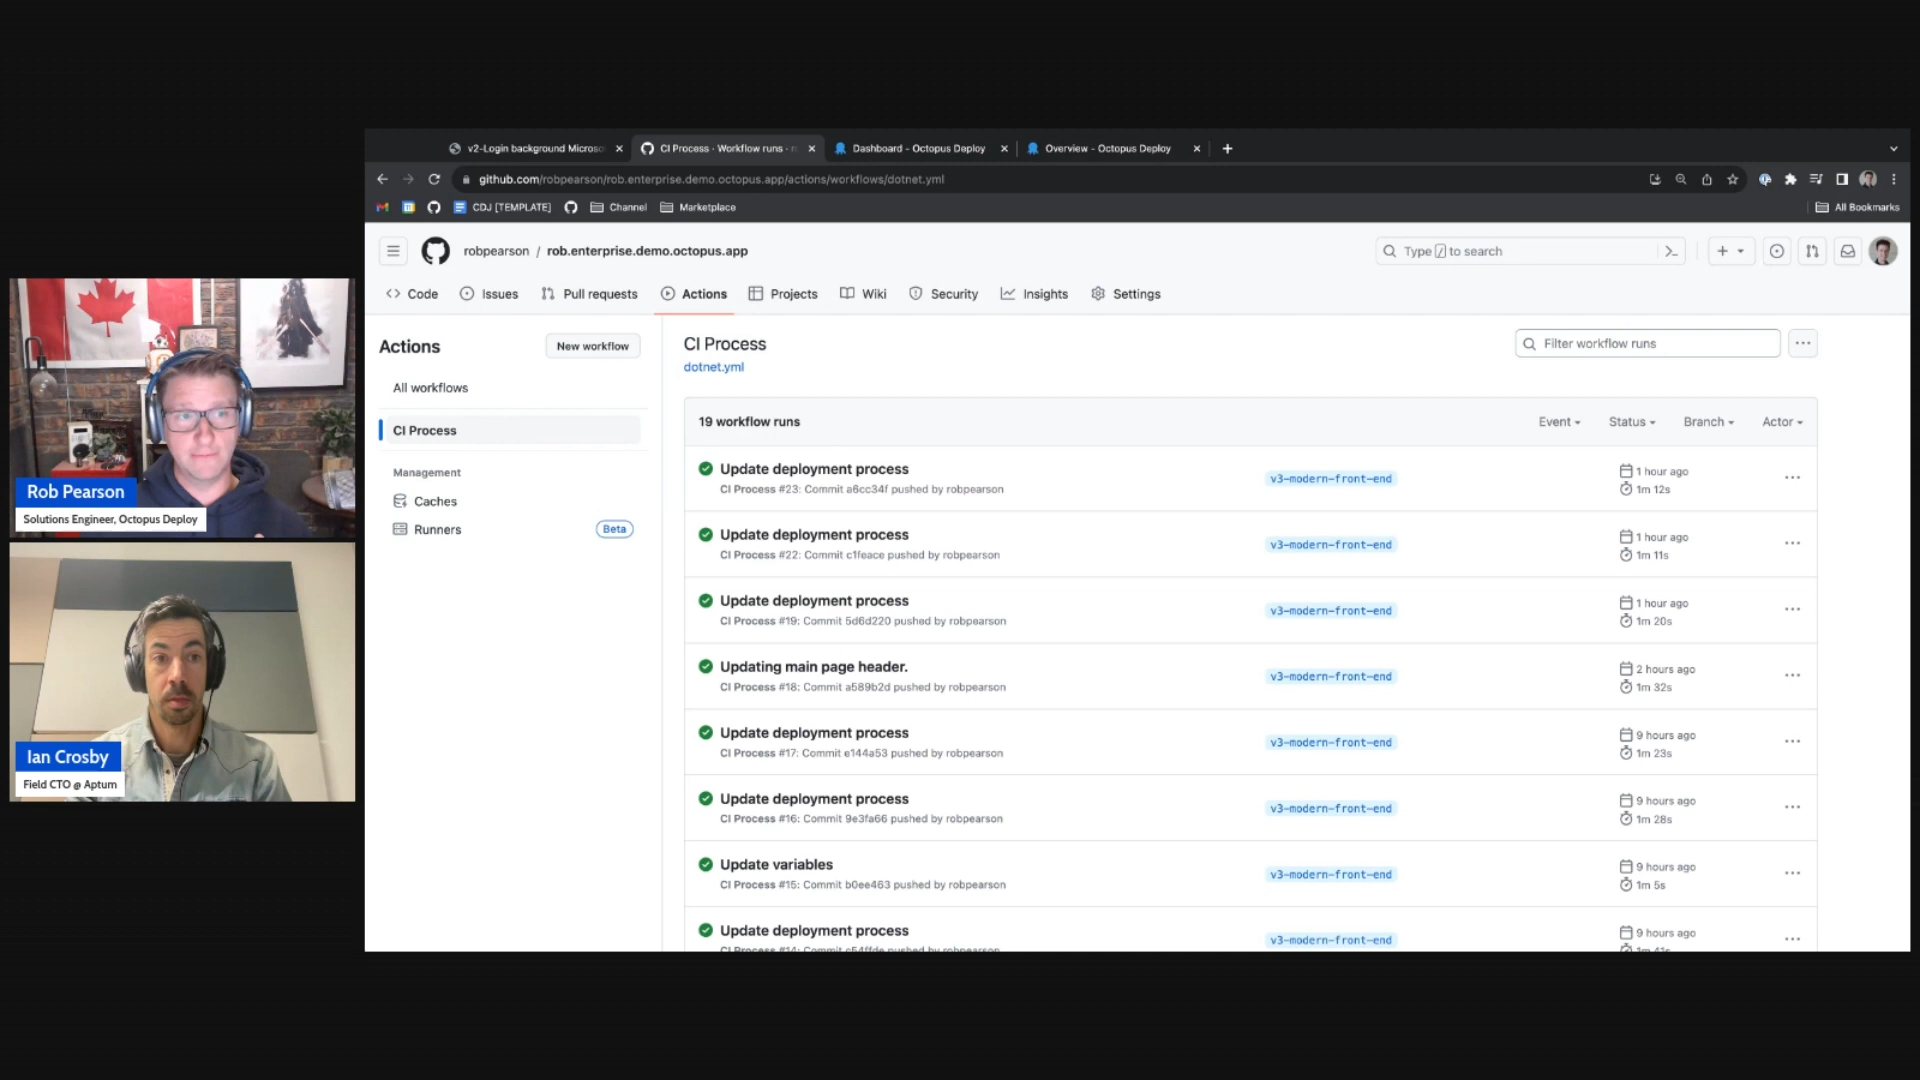 v2-Login background Microso
CI Process · Workflow runs · r
Dashboard - Octopus Deploy
Overview - Octopus Deploy
github.com/robpearson/rob.enterprise.demo.octopus.app/actions/workflows/dotnet.yml
CDJ [TEMPLATE]
Channel
Marketplace
All Bookmarks
robpearson / rob.enterprise.demo.octopus.app
Type / to search
Code
Issues
Pull requests
Actions
Projects
Wiki
Security
Insights
Settings
Actions
New workflow
All workflows
CI Process
Management
Caches
Runners
Beta
CI Process
dotnet.yml
Filter workflow runs
19 workflow runs
Event
Status
Branch
Actor
Update deployment process
CI Process #23: Commit a6cc34f pushed by robpearson
v3-modern-front-end
1 hour ago
1m 12s
Update deployment process
CI Process #22: Commit c1feace pushed by robpearson
v3-modern-front-end
1 hour ago
1m 11s
Update deployment process
CI Process #19: Commit 5d6d220 pushed by robpearson
v3-modern-front-end
1 hour ago
1m 20s
Updating main page header.
CI Process #18: Commit a589b2d pushed by robpearson
v3-modern-front-end
2 hours ago
1m 32s
Update deployment process
CI Process #17: Commit e144a53 pushed by robpearson
v3-modern-front-end
9 hours ago
1m 23s
Update deployment process
CI Process #16: Commit 9e3fa66 pushed by robpearson
v3-modern-front-end
9 hours ago
1m 28s
Update variables
CI Process #15: Commit b0ee463 pushed by robpearson
v3-modern-front-end
9 hours ago
1m 5s
Update deployment process
CI Process #14: Commit c54ffde pushed by robpearson
v3-modern-front-end
9 hours ago
1m 41s
Rob Pearson
Solutions Engineer, Octopus Deploy
Ian Crosby
Field CTO @ Aptum